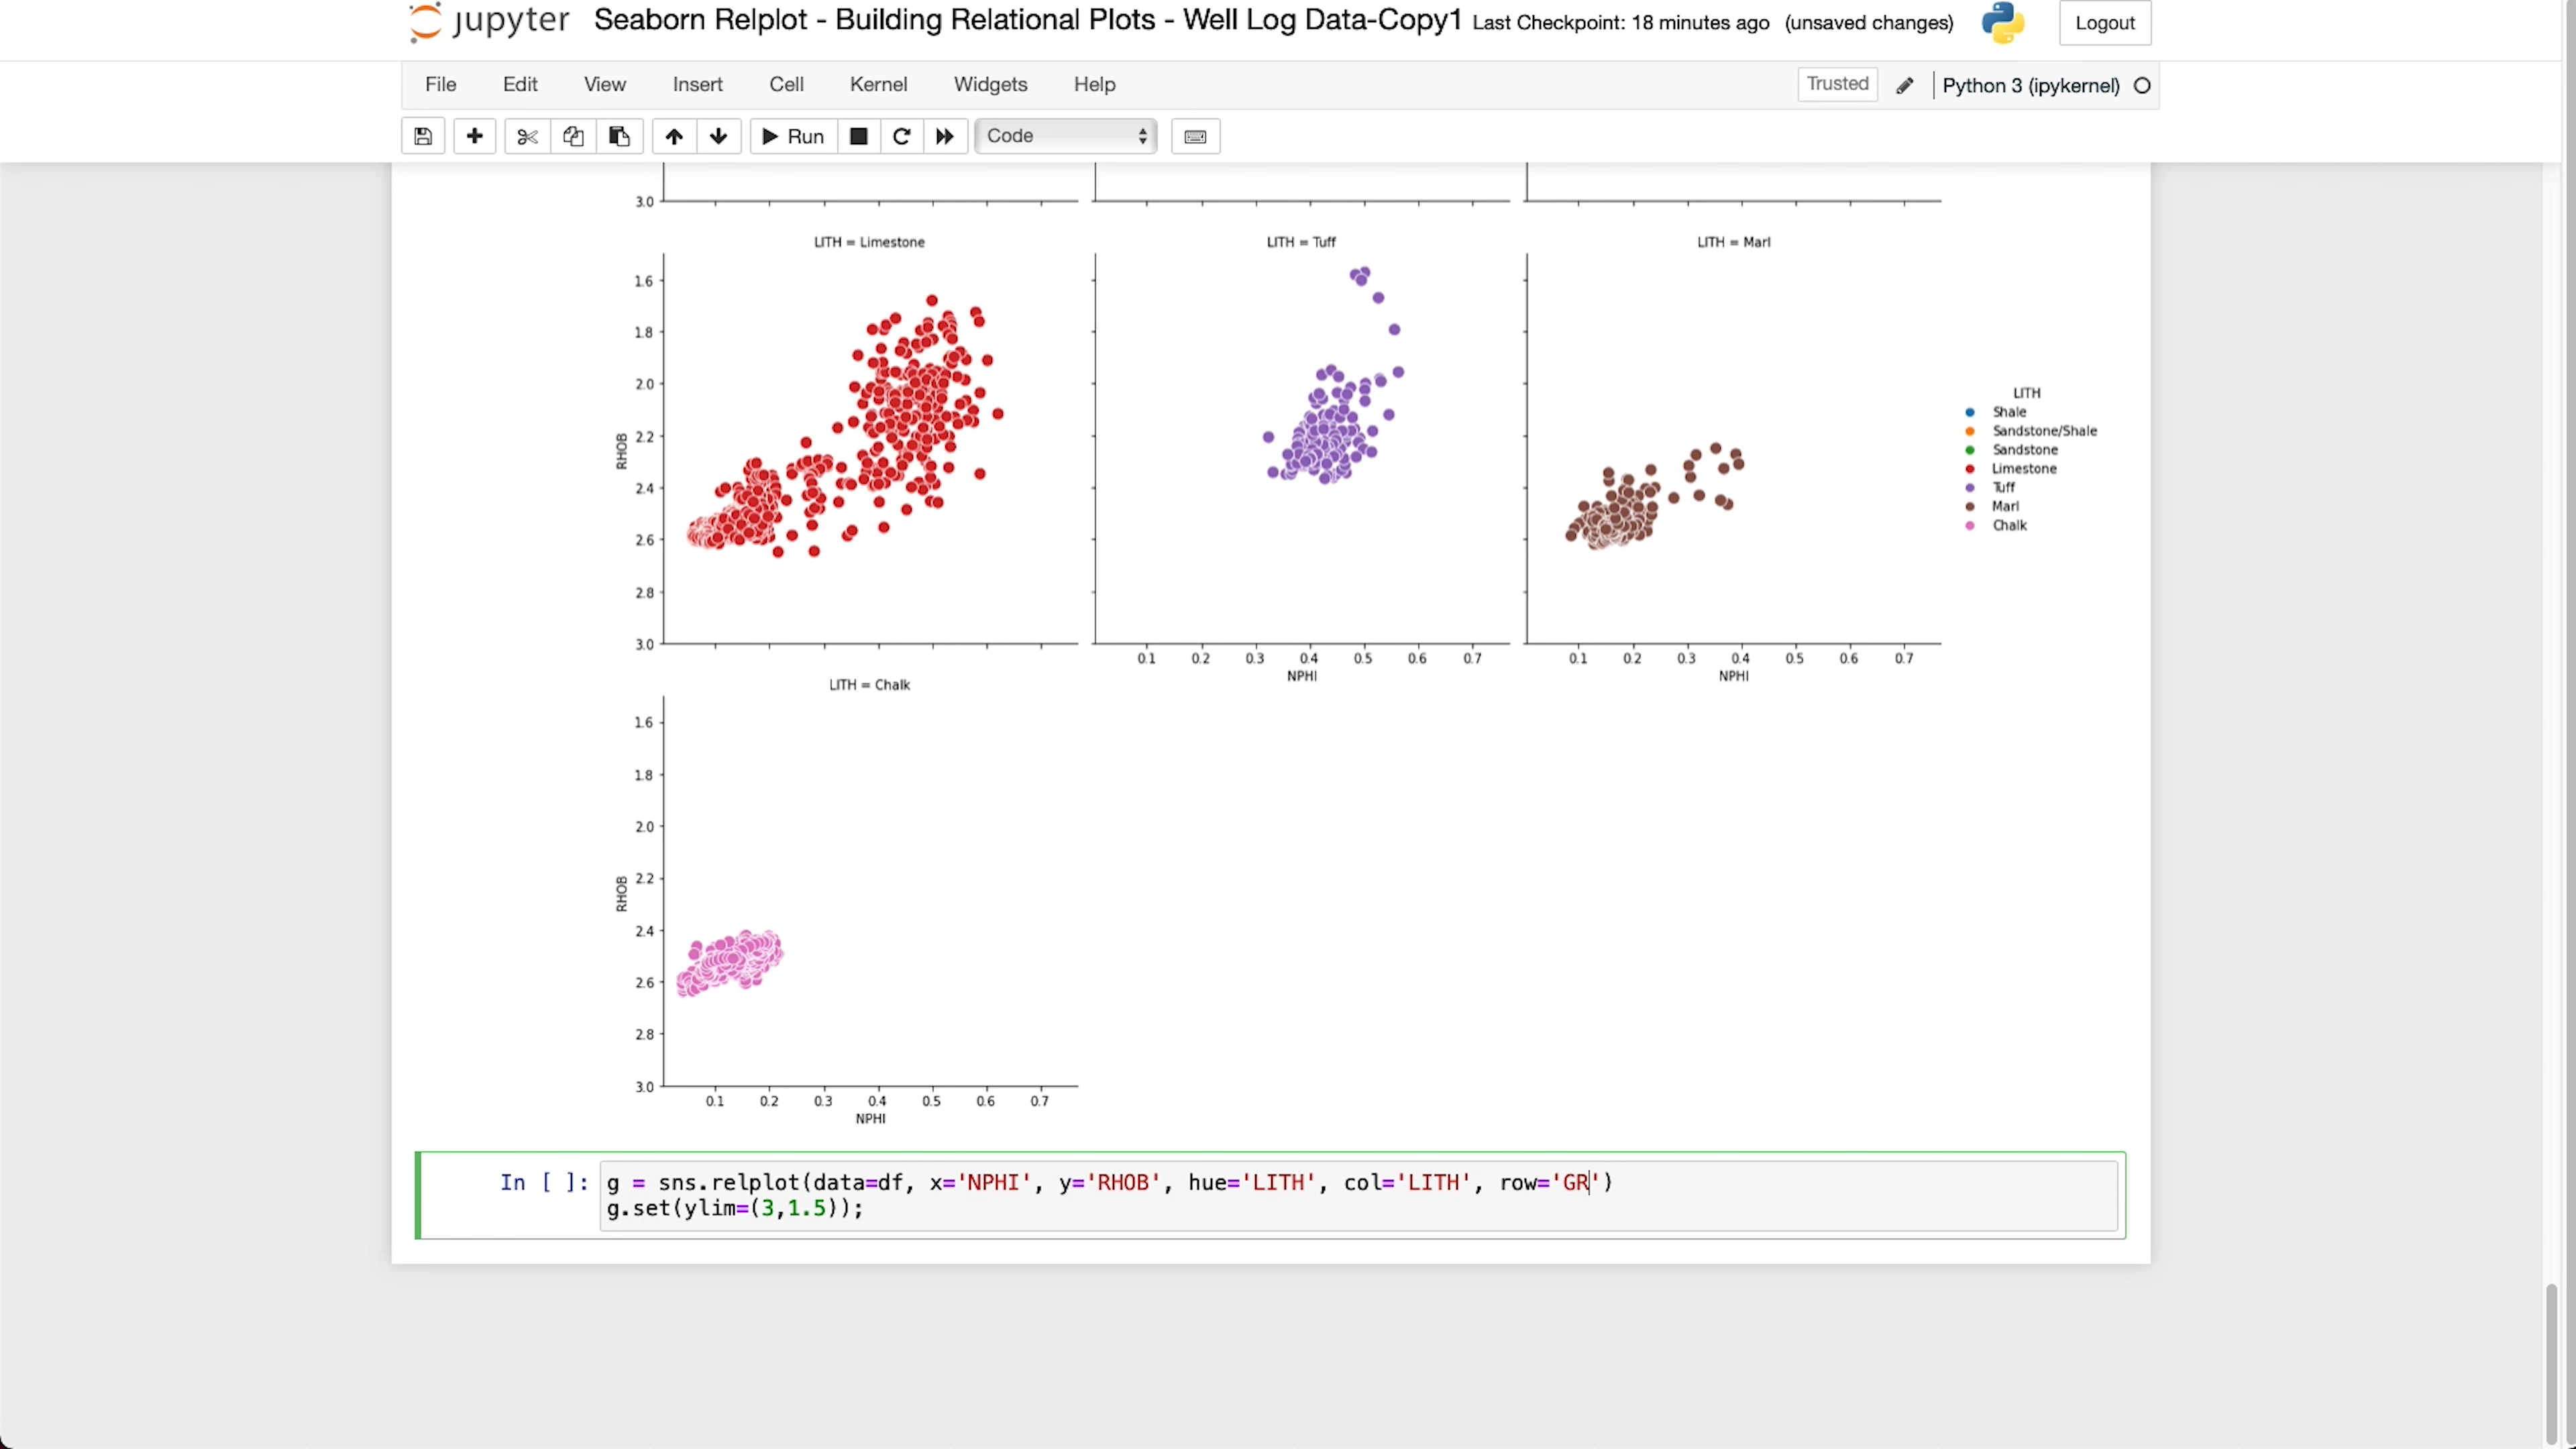 jupyter Seaborn Relplot - Building Relational Plots - Well Log Data-Copy1 Last Checkpoint: 18 minutes ago (unsaved changes) Logout
File Edit View Insert Cell Kernel Widgets Help Trusted Python 3 (ipykernel)
Run Code
3.0
LITH = Limestone LITH = Tuff LITH = Marl
1.6
1.8
2.0
2.2
2.4
2.6
2.8
3.0
RHOB
0.1 0.2 0.3 0.4 0.5 0.6 0.7
NPHI
0.1 0.2 0.3 0.4 0.5 0.6 0.7
NPHI
LITH
Shale
Sandstone/Shale
Sandstone
Limestone
Tuff
Marl
Chalk
LITH = Chalk
1.6
1.8
2.0
2.2
2.4
2.6
2.8
3.0
RHOB
0.1 0.2 0.3 0.4 0.5 0.6 0.7
NPHI
In [ ]: g = sns.relplot(data=df, x='NPHI', y='RHOB', hue='LITH', col='LITH', row='GR')
g.set(ylim=(3,1.5));